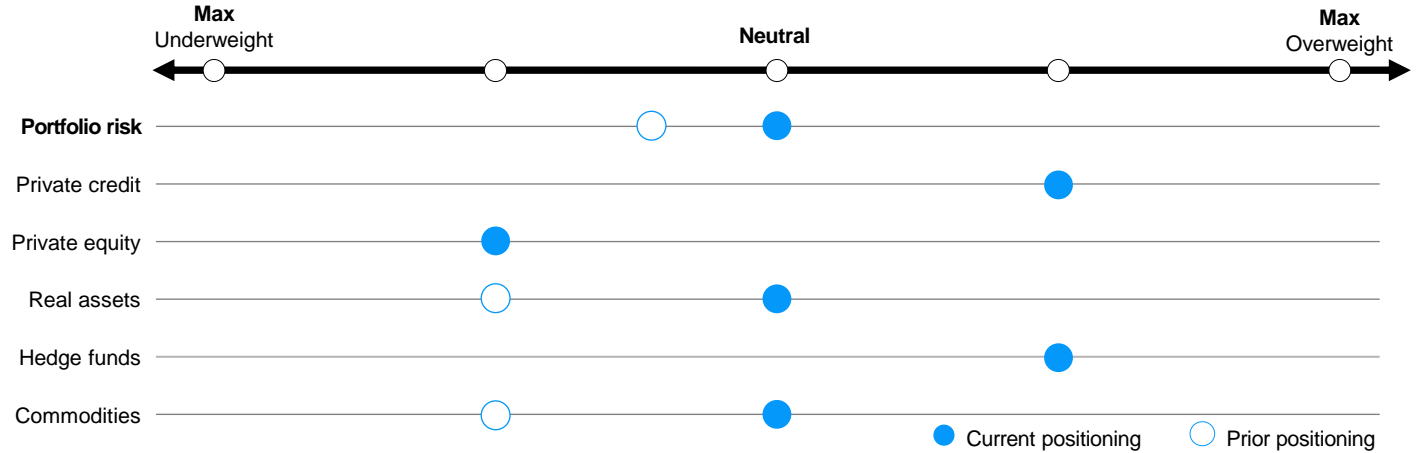 Max
Underweight
Neutral
Max
Overweight
Portfolio risk
Private credit
Private equity
Real assets
Hedge funds
Commodities
Current positioning
Prior positioning